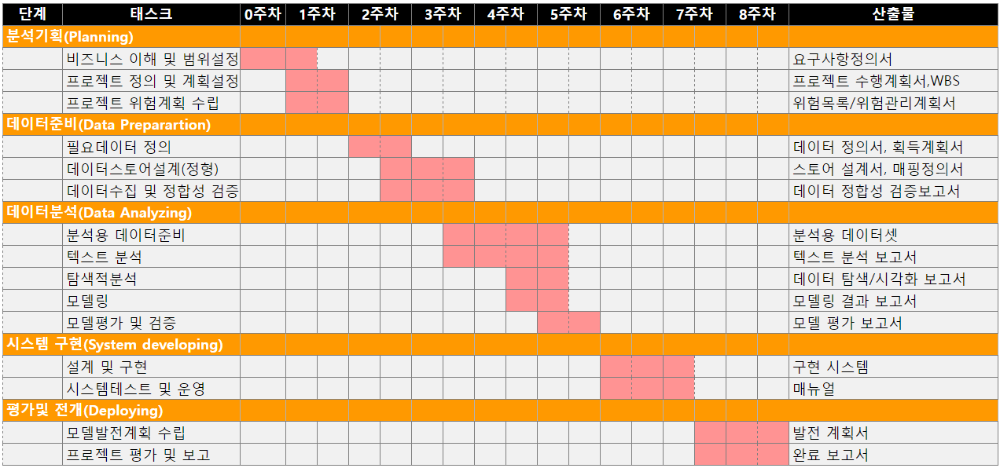 단계 태스크 0주차 1주차 2주차 3주차 4주차 5주차 6주차 7주차 8주차 산출물
분석기획(Planning)
비즈니스 이해 및 범위설정 요구사항정의서
프로젝트 정의 및 계획설정 프로젝트 수행계획서,WBS
프로젝트 위험계획 수립 위험목록/위험관리계획서
데이터준비(Data Preparartion)
필요데이터 정의 데이터 정의서, 획득계획서
데이터스토어설계(정형) 스토어 설계서, 매핑정의서
데이터수집 및 정합성 검증 데이터 정합성 검증보고서
데이터분석(Data Analyzing)
분석용 데이터준비 분석용 데이터셋
텍스트 분석 텍스트 분석 보고서
탐색적분석 데이터 탐색/시각화 보고서
모델링 모델링 결과 보고서
모델평가 및 검증 모델 평가 보고서
시스템 구현(System developing)
설계 및 구현 구현 시스템
시스템테스트 및 운영 매뉴얼
평가및 전개(Deploying)
모델발전계획 수립 발전 계획서
프로젝트 평가 및 보고 완료 보고서